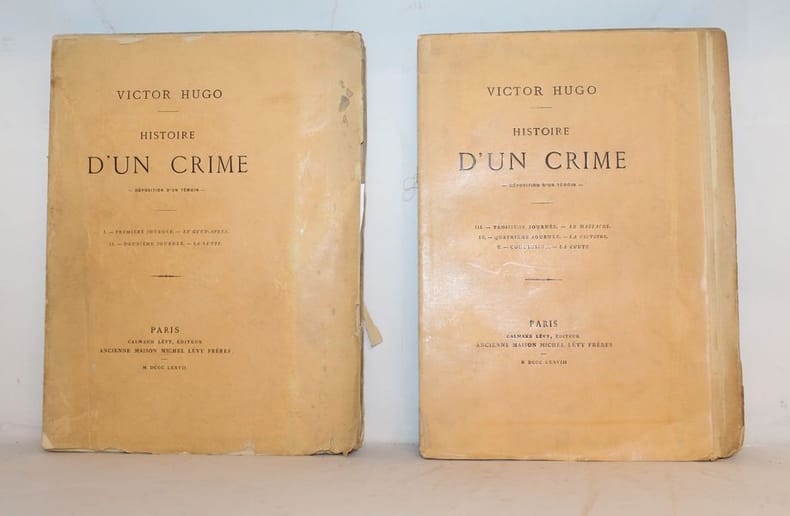 VICTOR HUGO
HISTOIRE
D'UN CRIME
— DÉPOSITION D'UN TÉMOIN —
I. — PREMIÈRE JOURNÉE. — LE GUET-APENS.
II. — DEUXIÈME JOURNÉE. — LA LUTTE.
PARIS
CALMANN LÉVY, ÉDITEUR
ANCIENNE MAISON MICHEL LÉVY FRÈRES
M DCCC LXXVII
VICTOR HUGO
HISTOIRE
D'UN CRIME
— DÉPOSITION D'UN TÉMOIN —
III. — TROISIÈME JOURNÉE. — LE MASSACRE.
IV. — QUATRIÈME JOURNÉE. — LA VICTOIRE.
V. — CONCLUSION. — LA CHUTE.
PARIS
CALMANN LÉVY, ÉDITEUR
ANCIENNE MAISON MICHEL LÉVY FRÈRES
M DCCC LXXVIII